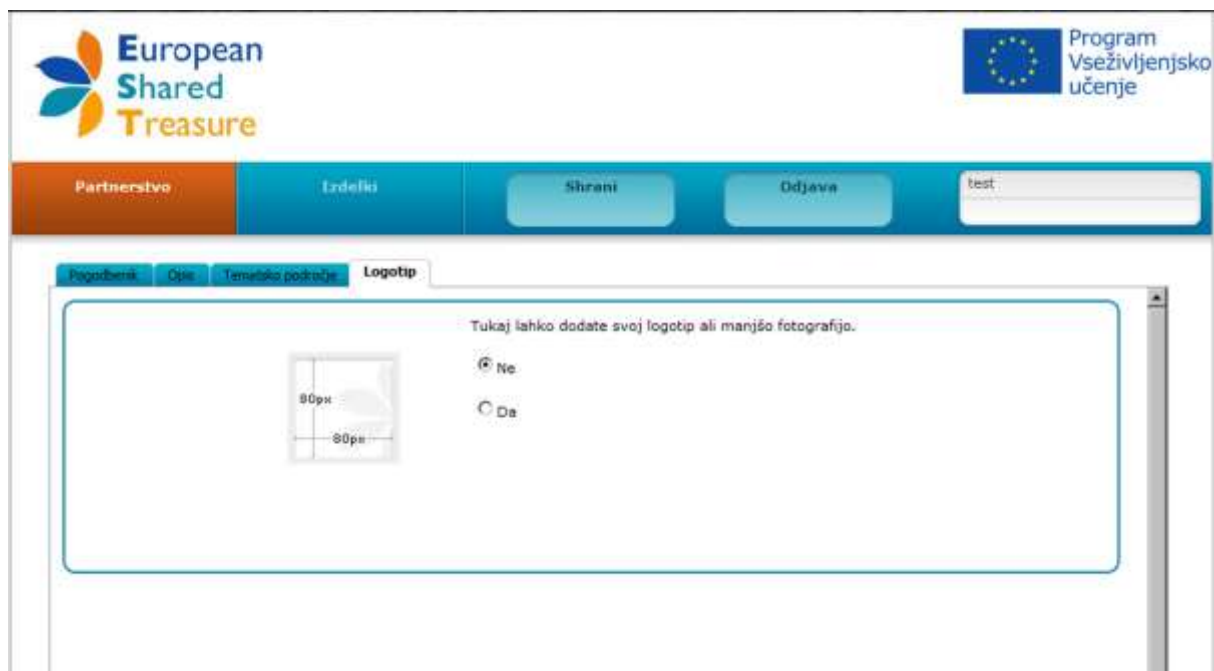 European
Shared
Treasure
Program
Vseživljenjsko
učenje
Partnerstvo
Izdelki
Shrani
Odjava
test
Pogodbenik
Opis
Tematsko področje
Logotip
Tukaj lahko dodate svoj logotip ali manjšo fotografijo.
Ne
80px
Da
80px